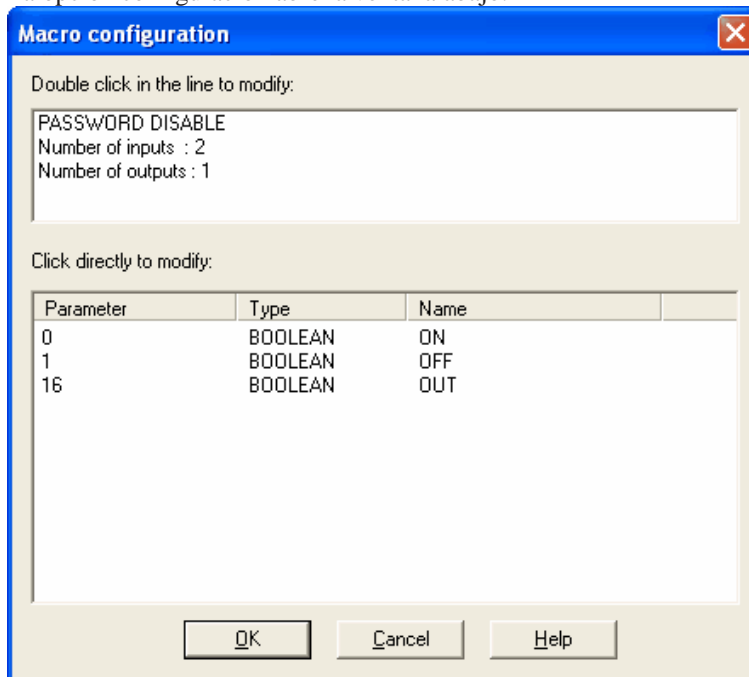 Macro configuration
Double click in the line to modify:
PASSWORD DISABLE
Number of inputs : 2
Number of outputs : 1
Click directly to modify:
Parameter Type Name
0 BOOLEAN ON
1 BOOLEAN OFF
16 BOOLEAN OUT
OK Cancel Help